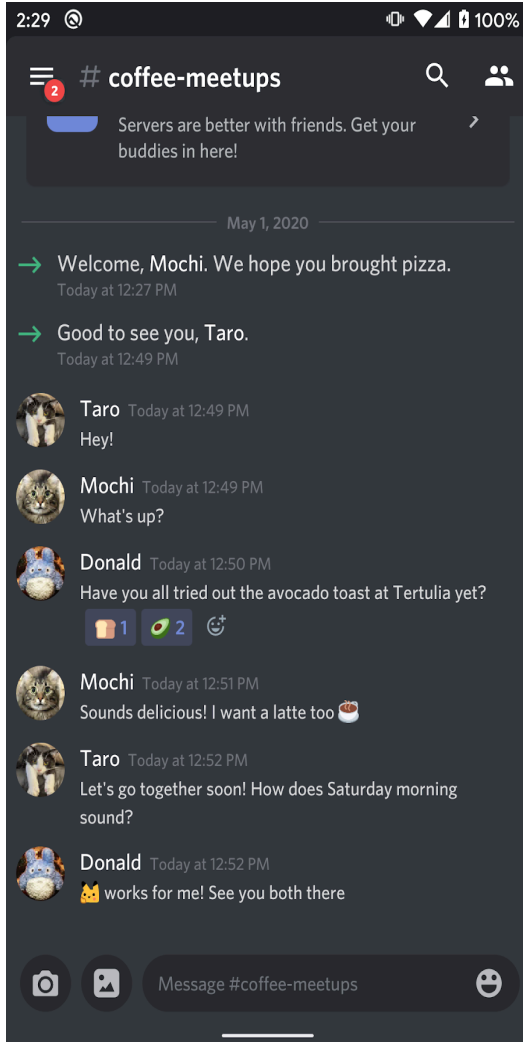 2:29
100%
2
# coffee-meetups
Servers are better with friends. Get your
buddies in here!
May 1, 2020
Welcome, Mochi. We hope you brought pizza.
Today at 12:27 PM
Good to see you, Taro.
Today at 12:49 PM
Taro Today at 12:49 PM
Hey!
Mochi Today at 12:49 PM
What's up?
Donald Today at 12:50 PM
Have you all tried out the avocado toast at Tertulia yet?
🍞 1 🥑 2
Mochi Today at 12:51 PM
Sounds delicious! I want a latte too ☕
Taro Today at 12:52 PM
Let's go together soon! How does Saturday morning
sound?
Donald Today at 12:52 PM
works for me! See you both there
Message #coffee-meetups